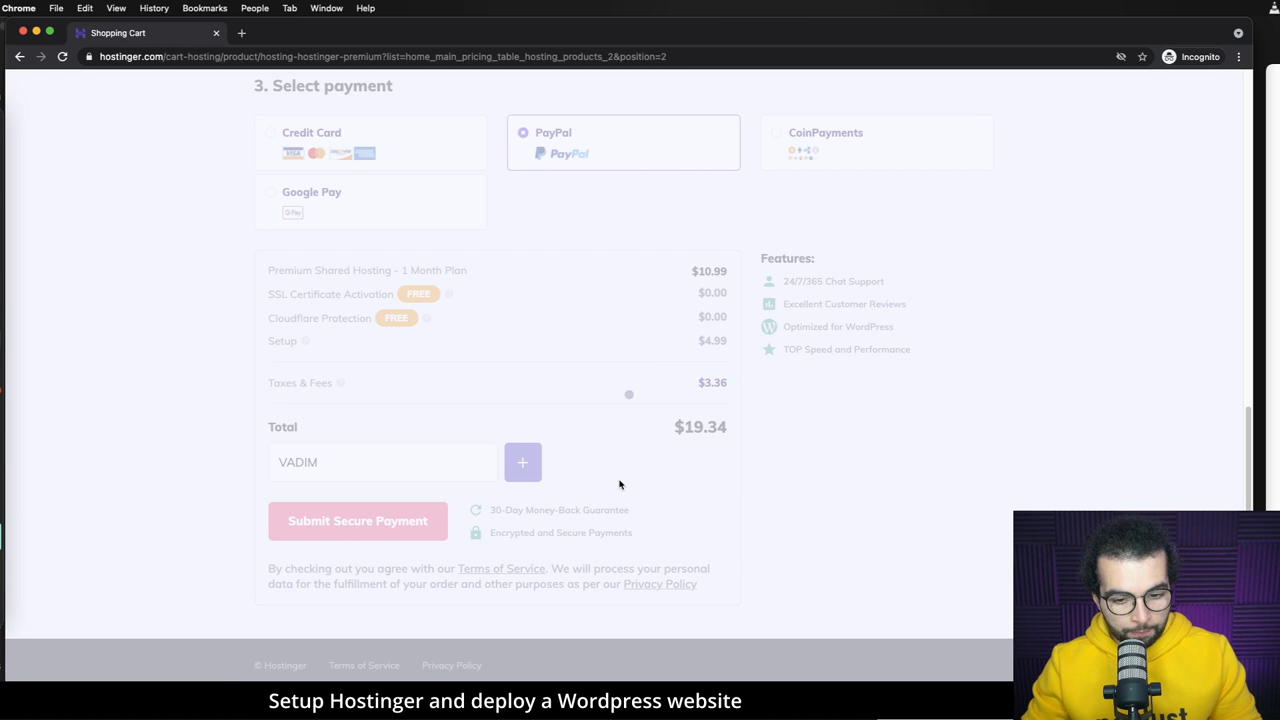 Chrome File Edit View History Bookmarks People Tab Window Help
Shopping Cart
hostinger.com/cart-hosting/product/hosting-hostinger-premium?list=home_main_pricing_table_hosting_products_2&position=2
Incognito
3. Select payment
Credit Card
VISA
PayPal
PayPal
CoinPayments
Google Pay
G Pay
Premium Shared Hosting - 1 Month Plan $10.99
SSL Certificate Activation FREE $0.00
Cloudflare Protection FREE $0.00
Setup $4.99
Taxes & Fees $3.36
Total $19.34
VADIM
+
Submit Secure Payment
30-Day Money-Back Guarantee
Encrypted and Secure Payments
By checking out you agree with our Terms of Service. We will process your personal
data for the fulfillment of your order and other purposes as per our Privacy Policy
Features:
24/7/365 Chat Support
Excellent Customer Reviews
Optimized for WordPress
TOP Speed and Performance
© Hostinger Terms of Service Privacy Policy
Setup Hostinger and deploy a Wordpress website